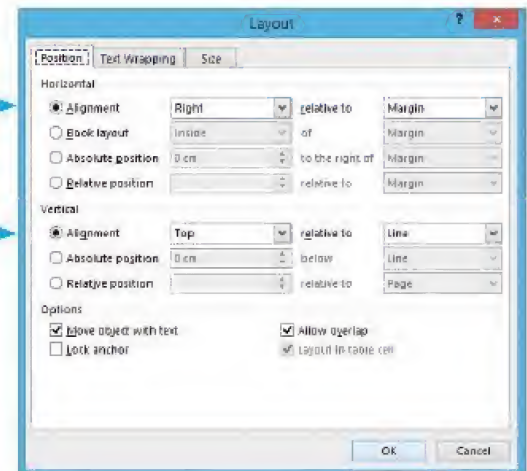 Layout
?
Position Text Wrapping Size
Horizontal
Alignment Right relative to Margin
Book layout Inside of Margin
Absolute position 0 cm to the right of Margin
Relative position relative to Margin
Vertical
Alignment Top relative to Line
Absolute position 0 cm below Line
Relative position relative to Page
Options
Move object with text Allow overlap
Lock anchor Layout in table cell
OK Cancel